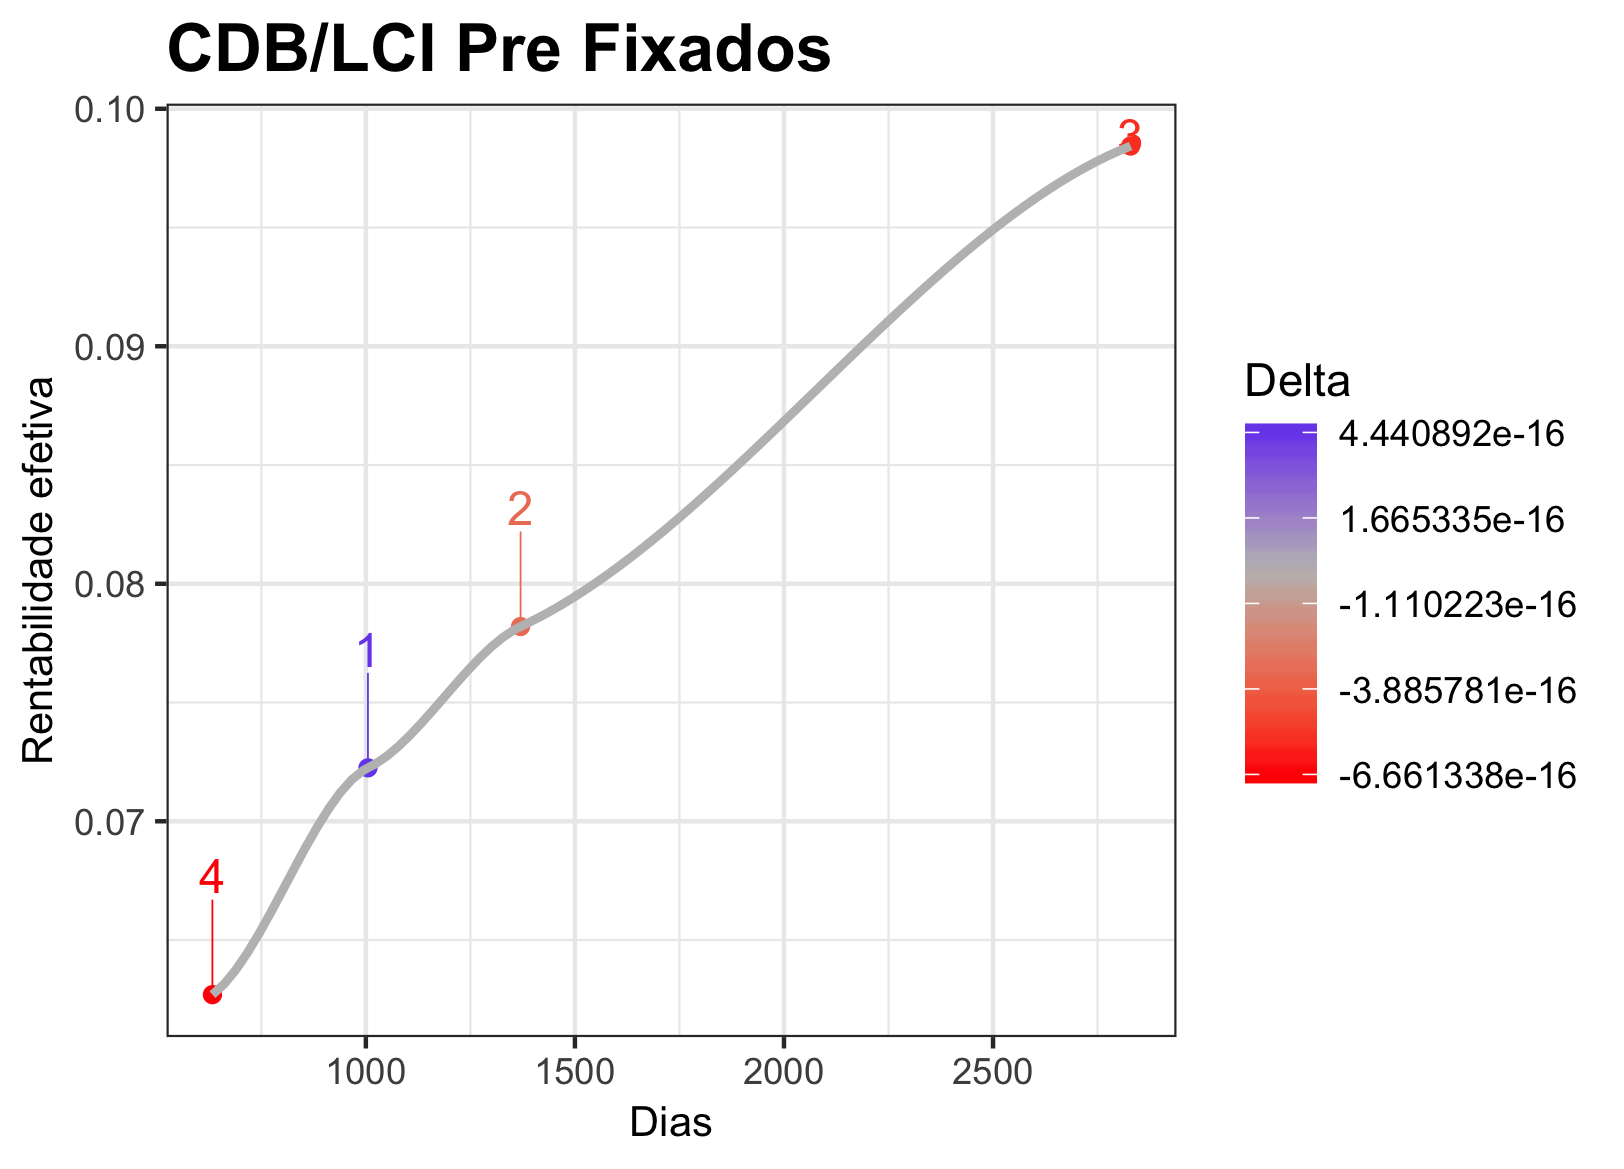 CDB/LCI Pre Fixados
Rentabilidade efetiva
0.10
0.09
0.08
0.07
3
2
1
4
1000 1500 2000 2500
Dias
Delta
4.440892e-16
1.665335e-16
-1.110223e-16
-3.885781e-16
-6.661338e-16